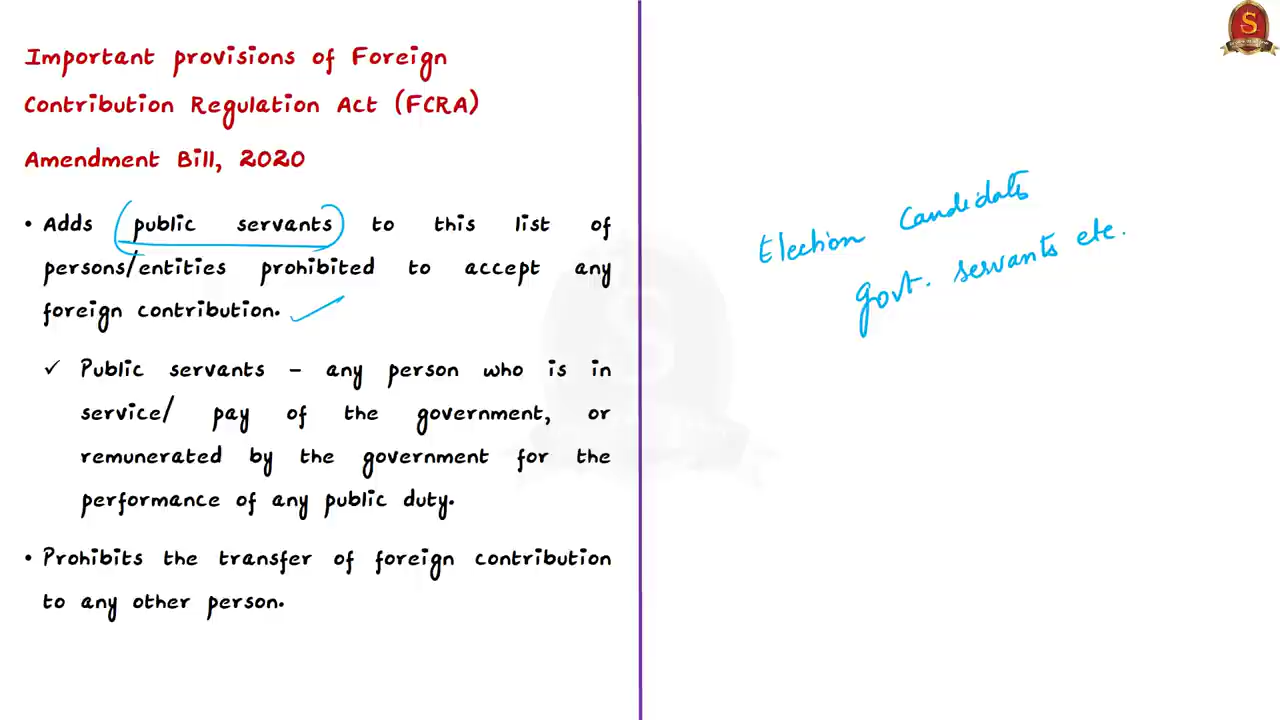 Important provisions of Foreign
Contribution Regulation Act (FCRA)
Amendment Bill, 2020
• Adds public servants to this list of
persons/entities prohibited to accept any
foreign contribution.
✓ Public servants – any person who is in
service/ pay of the government, or
remunerated by the government for the
performance of any public duty.
• Prohibits the transfer of foreign contribution
to any other person.
Election candidates
govt. servants etc.
S